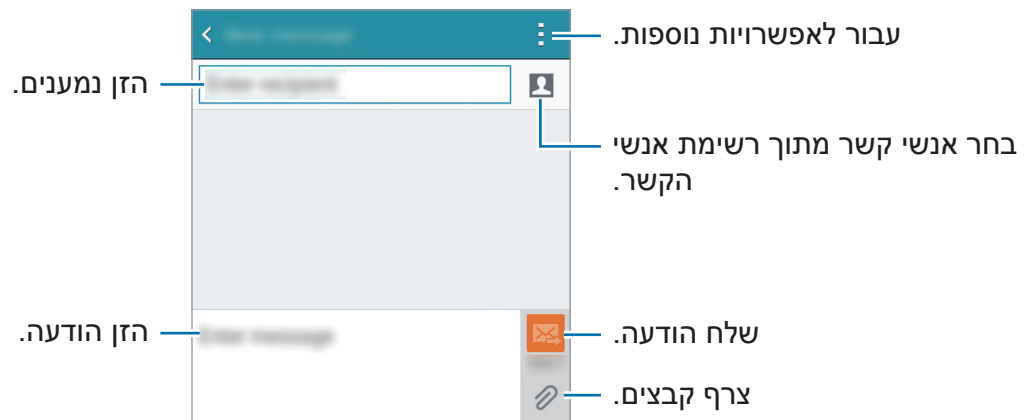 עבור לאפשרויות נוספות.
הזן נמענים.
בחר אנשי קשר מתוך רשימת אנשי
הקשר.
הזן הודעה.
שלח הודעה.
צרף קבצים.